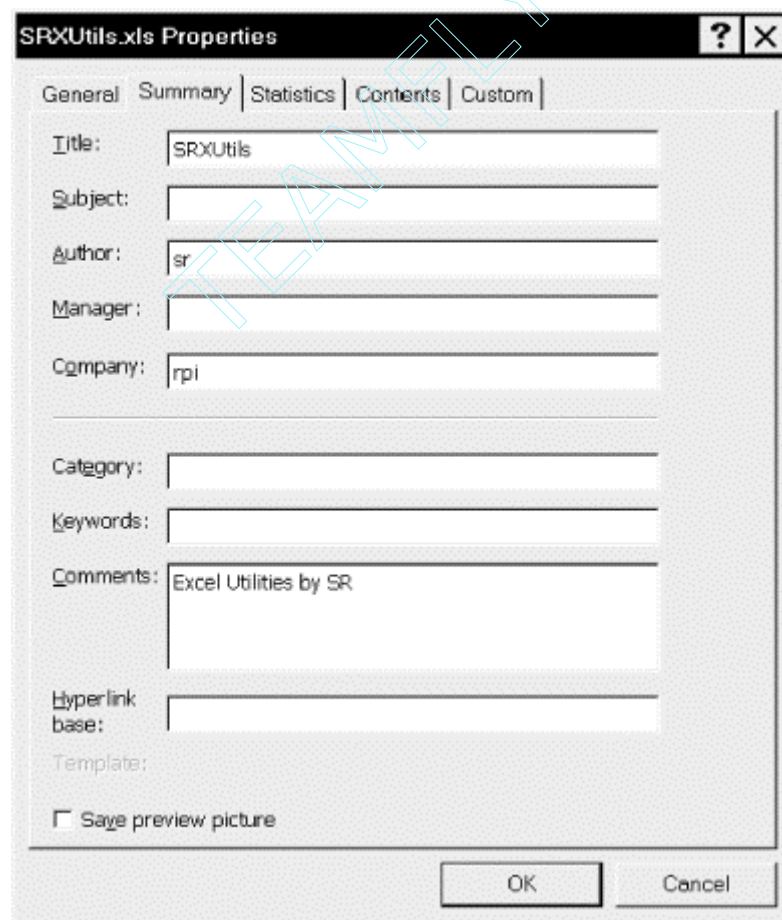 SRXUtils.xls Properties ? X
General Summary Statistics Contents Custom
Title: SRXUtils
Subject:
Author: sr
Manager:
Company: rpi
Category:
Keywords:
Comments: Excel Utilities by SR
Hyperlink
base:
Template:
Save preview picture
OK Cancel
TEAMFLY